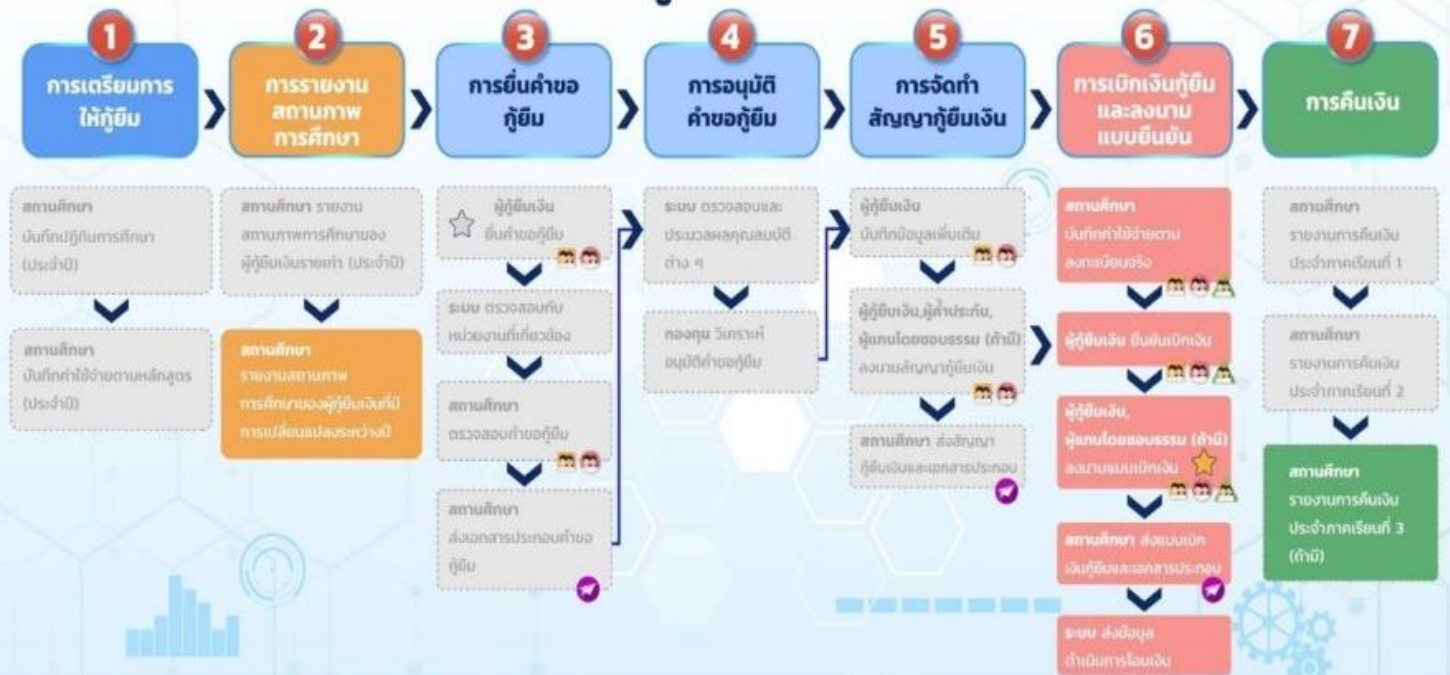 1
การเตรียมการ
ให้กู้ยืม
สถานศึกษา
บันทึกปฏิทินการศึกษา
(ประจำปี)
สถานศึกษา
บันทึกค่าใช้จ่ายตามหลักสูตร
(ประจำปี)
2
การรายงาน
สถานภาพ
การศึกษา
สถานศึกษา รายงาน
สถานภาพการศึกษาของ
ผู้กู้ยืมเงินรายเก่า (ประจำปี)
สถานศึกษา
รายงานสถานภาพ
การศึกษาของผู้กู้ยืมเงินที่มี
การเปลี่ยนแปลงระหว่างปี
3
การยื่นคำขอ
กู้ยืม
ผู้กู้ยืมเงิน
ยื่นคำขอกู้ยืม
ระบบ ตรวจสอบกับ
หน่วยงานที่เกี่ยวข้อง
สถานศึกษา
ตรวจสอบคำขอกู้ยืม
สถานศึกษา
ส่งเอกสารประกอบคำขอ
กู้ยืม
4
การอนุมัติ
คำขอกู้ยืม
ระบบ ตรวจสอบและ
ประมวลผลคุณสมบัติ
ต่าง ๆ
กองทุน วิเคราะห์
อนุมัติคำขอกู้ยืม
5
การจัดทำ
สัญญากู้ยืมเงิน
ผู้กู้ยืมเงิน
บันทึกข้อมูลเพิ่มเติม
ผู้กู้ยืมเงิน,ผู้ค้ำประกัน,
ผู้แทนโดยชอบธรรม (ถ้ามี)
ลงนามสัญญากู้ยืมเงิน
สถานศึกษา ส่งสัญญา
กู้ยืมเงินและเอกสารประกอบ
6
การเบิกเงินกู้ยืม
และลงนาม
แบบยืนยัน
สถานศึกษา
บันทึกค่าใช้จ่ายตาม
ลงทะเบียนจริง
ผู้กู้ยืมเงิน ยืนยันเบิกเงิน
ผู้กู้ยืมเงิน,
ผู้แทนโดยชอบธรรม (ถ้ามี)
ลงนามแบบเบิกเงิน
สถานศึกษา ส่งแบบเบิก
เงินกู้ยืมและเอกสารประกอบ
ระบบ ส่งข้อมูล
ดำเนินการโอนเงิน
7
การคืนเงิน
สถานศึกษา
รายงานการคืนเงิน
ประจำภาคเรียนที่ 1
สถานศึกษา
รายงานการคืนเงิน
ประจำภาคเรียนที่ 2
สถานศึกษา
รายงานการคืนเงิน
ประจำภาคเรียนที่ 3
(ถ้ามี)